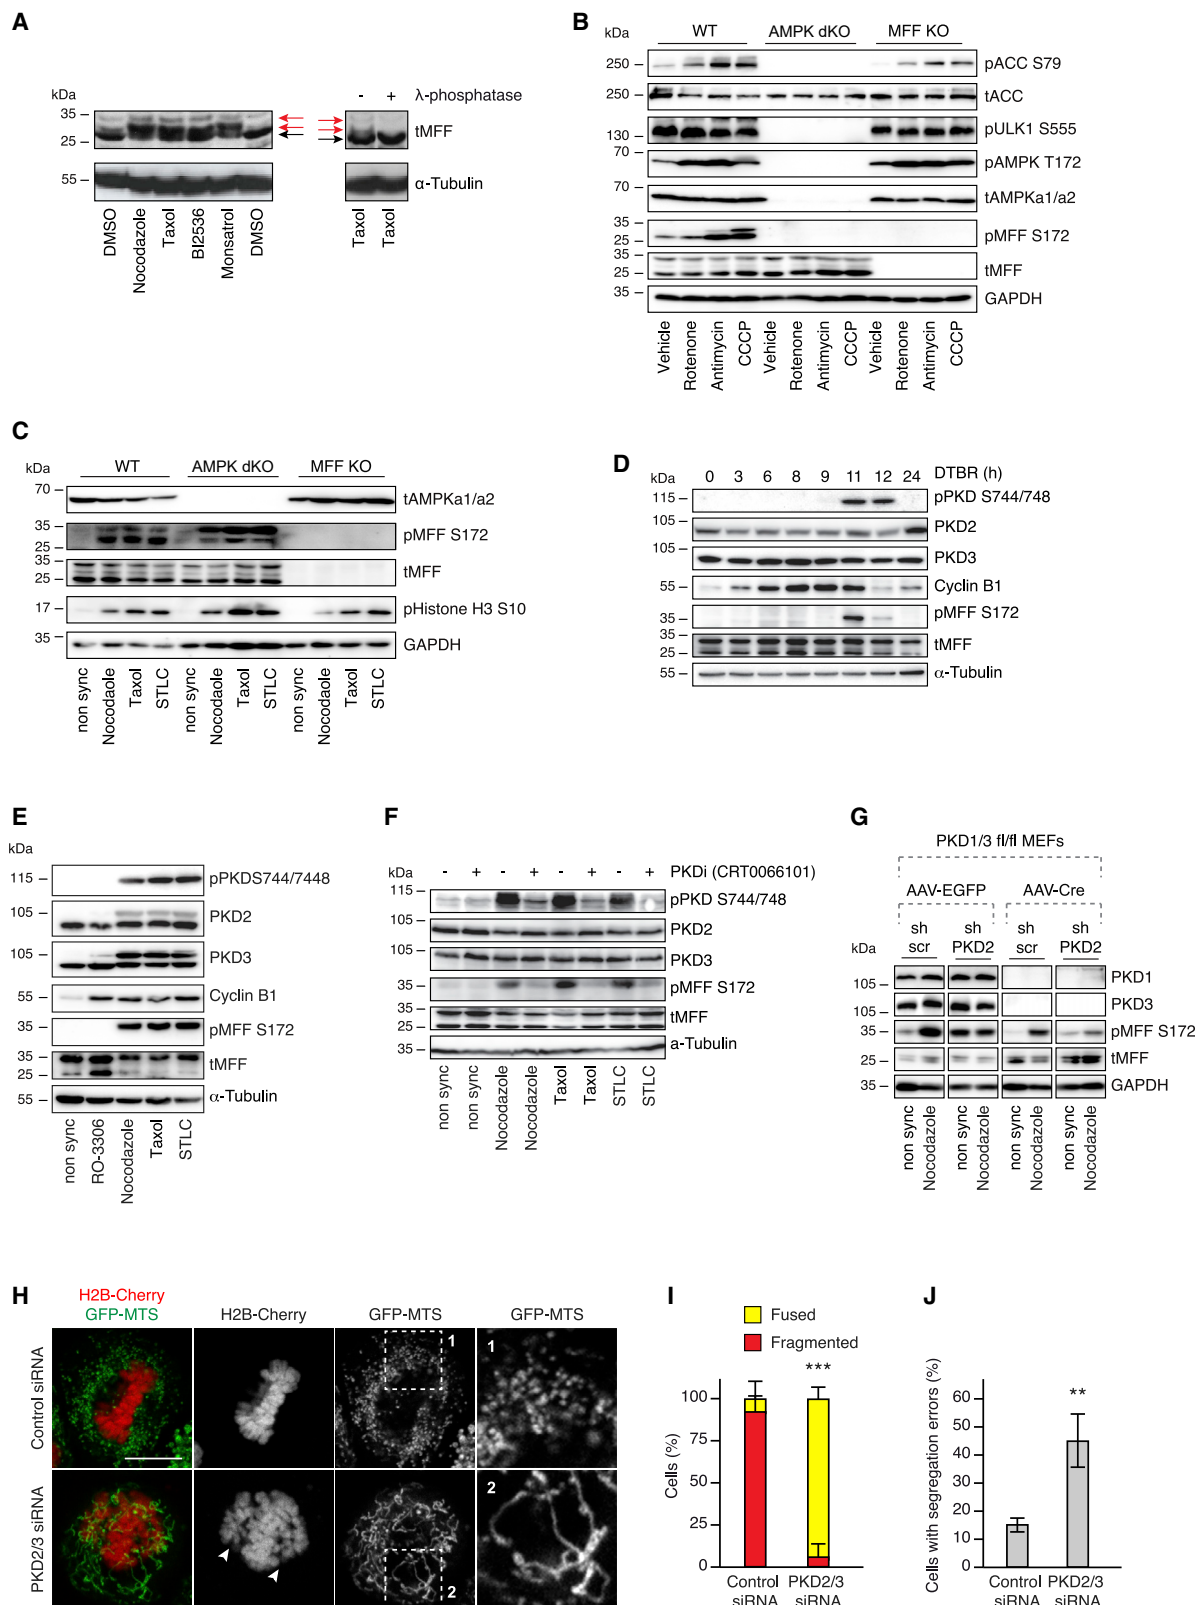 A
kDa
35
25
55
- + λ-phosphatase
tMFF
α-Tubulin
DMSO
Nocodazole
Taxol
BI2536
Monsatrol
DMSO
Taxol
Taxol
B
kDa
WT AMPK dKO MFF KO
250 pACC S79
250 tACC
130 pULK1 S555
70 pAMPK T172
70 tAMPKa1/a2
35
25 pMFF S172
35
25 tMFF
35 GAPDH
Vehicle
Rotenone
Antimycin
CCCP
Vehicle
Rotenone
Antimycin
CCCP
Vehicle
Rotenone
Antimycin
CCCP
C
kDa
WT AMPK dKO MFF KO
70 tAMPKa1/a2
35
25 pMFF S172
35
25 tMFF
17 pHistone H3 S10
35 GAPDH
non sync
Nocodaole
Taxol
STLC
non sync
Nocodaole
Taxol
STLC
non sync
Nocodaole
Taxol
STLC
D
kDa
0 3 6 8 9 11 12 24 DTBR (h)
115 pPKD S744/748
105 PKD2
105 PKD3
55 Cyclin B1
35 pMFF S172
35
25 tMFF
55 α-Tubulin
E
kDa
115 pPKDS744/7448
105 PKD2
105 PKD3
55 Cyclin B1
35 pMFF S172
35
25 tMFF
55 α-Tubulin
non sync
RO-3306
Nocodazole
Taxol
STLC
F
kDa
- + - + - + - + PKDi (CRT0066101)
115 pPKD S744/748
105 PKD2
105 PKD3
35 pMFF S172
35
25 tMFF
35 a-Tubulin
non sync
non sync
Nocodazole
Nocodazole
Taxol
Taxol
STLC
STLC
G
PKD1/3 fl/fl MEFs
AAV-EGFP AAV-Cre
sh sh sh sh
scr PKD2 scr PKD2
kDa
105 PKD1
105 PKD3
35 pMFF S172
25 tMFF
35 GAPDH
non sync
Nocodazole
non sync
Nocodazole
non sync
Nocodazole
non sync
Nocodazole
H
H2B-Cherry
GFP-MTS
H2B-Cherry
GFP-MTS
GFP-MTS
Control siRNA
1
1
PKD2/3 siRNA
2
2
I
Fused
Fragmented
***
Cells (%)
100
75
50
25
0
Control PKD2/3
siRNA siRNA
J
Cells with segregation errors (%)
**
60
50
40
30
20
10
0
Control PKD2/3
siRNA siRNA